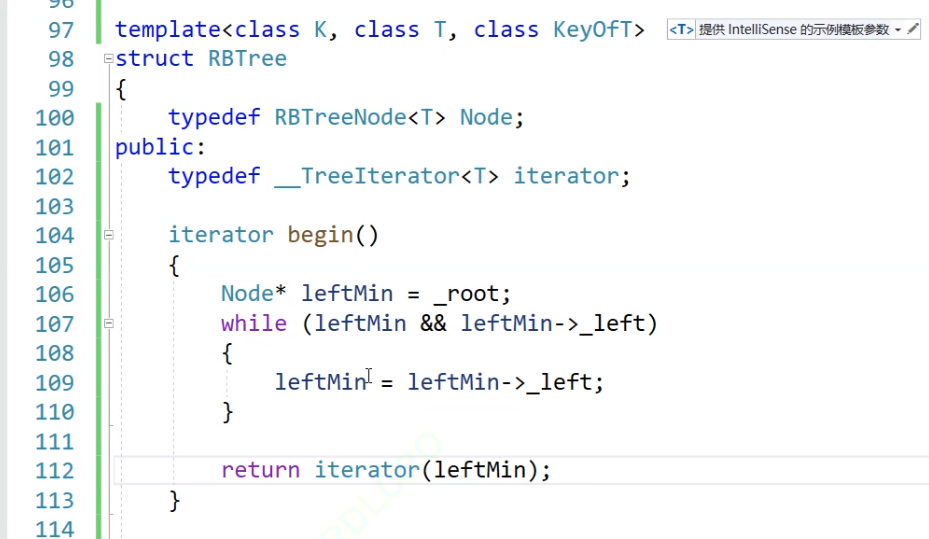 96
97 template<class K, class T, class KeyOfT> <T> 提供 IntelliSense 的示例模板参数
98 struct RBTree
99 {
100 typedef RBTreeNode<T> Node;
101 public:
102 typedef __TreeIterator<T> iterator;
103
104 iterator begin()
105 {
106 Node* leftMin = _root;
107 while (leftMin && leftMin->_left)
108 {
109 leftMin = leftMin->_left;
110 }
111
112 return iterator(leftMin);
113 }
114